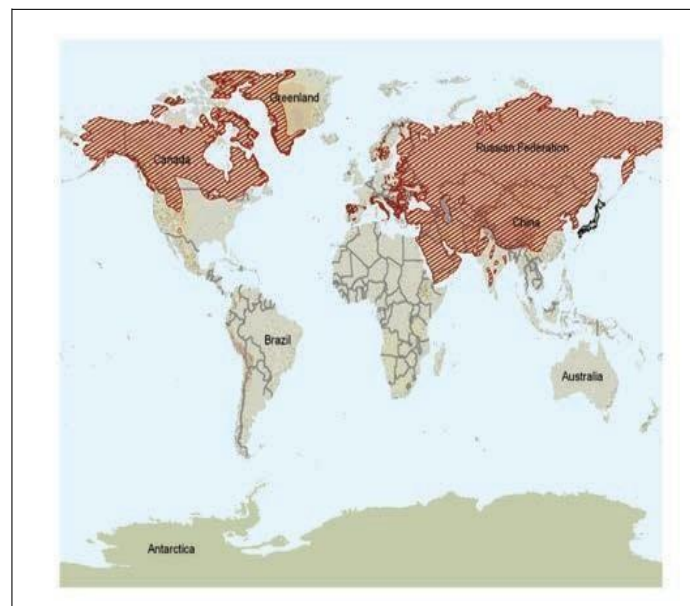 Greenland
Canada
Russian Federation
China
Brazil
Australia
Antarctica